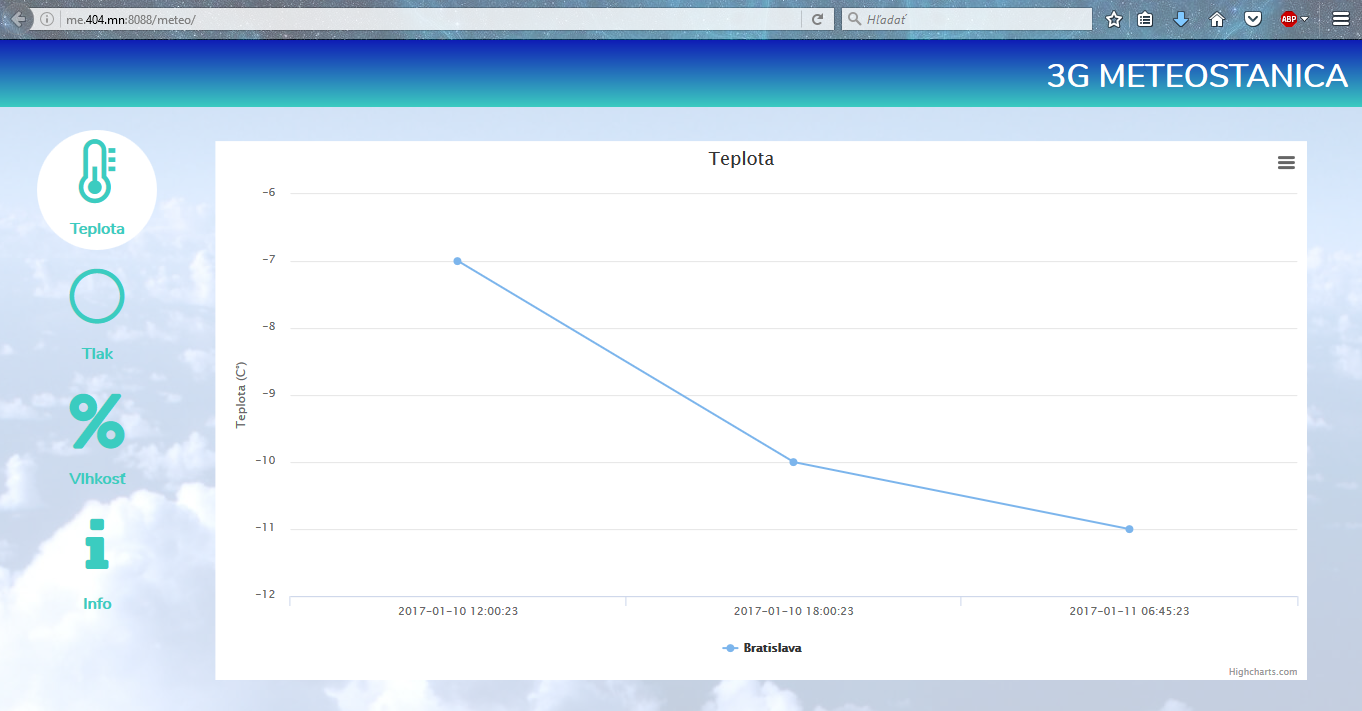 me.404.mn:8088/meteo/
Hľadať
ABP
3G METEOSTANICA
Teplota
Tlak
Vlhkosť
Info
Teplota
Teplota (C°)
-6
-7
-8
-9
-10
-11
-12
2017-01-10 12:00:23
2017-01-10 18:00:23
2017-01-11 06:45:23
Bratislava
Highcharts.com